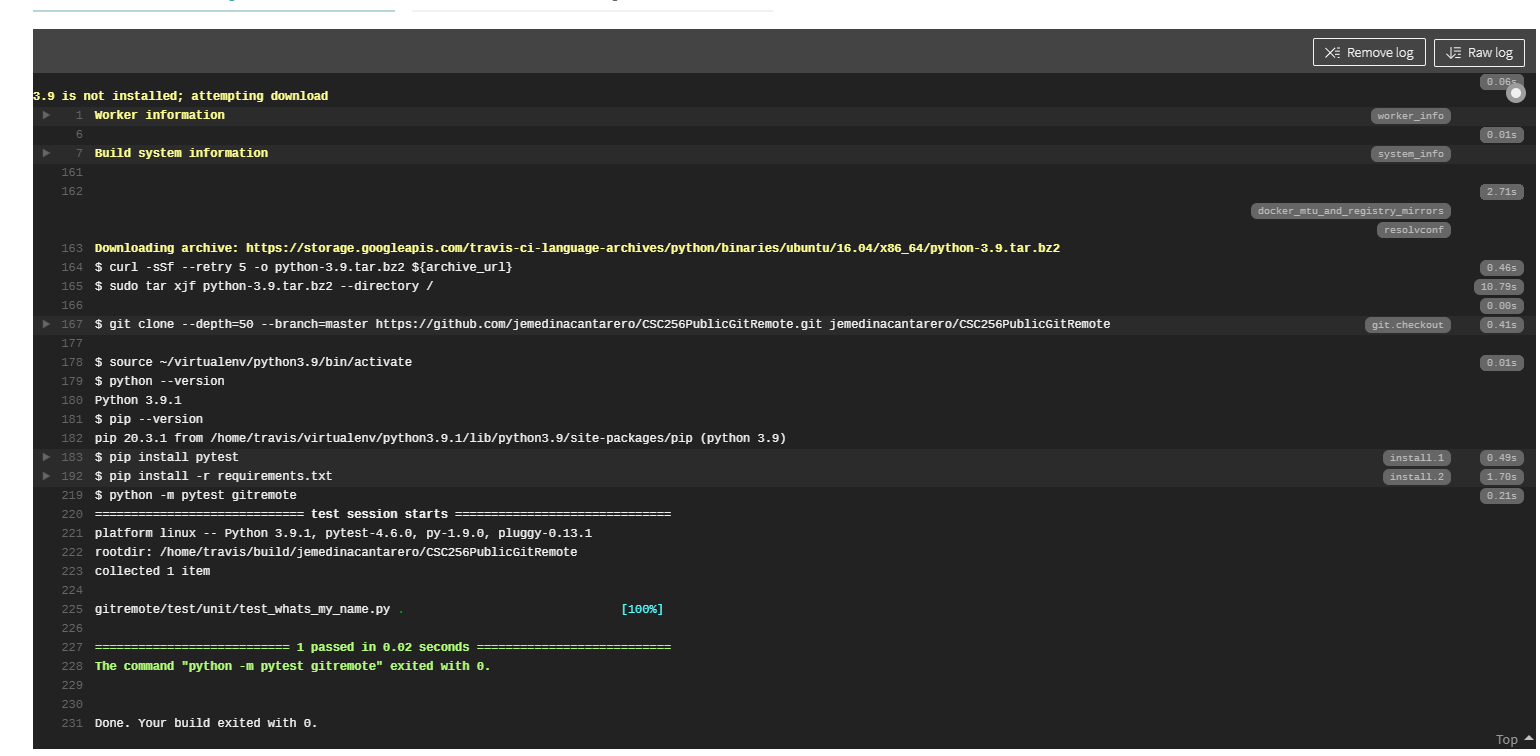 Remove log Raw log
0.06s
3.9 is not installed; attempting download
1 Worker information worker_info
6 0.01s
7 Build system information system_info
161
162 2.71s
docker_mtu_and_registry_mirrors
resolvconf
163 Downloading archive: https://storage.googleapis.com/travis-ci-language-archives/python/binaries/ubuntu/16.04/x86_64/python-3.9.tar.bz2
164 $ curl -sSf --retry 5 -o python-3.9.tar.bz2 ${archive_url} 0.46s
165 $ sudo tar xjf python-3.9.tar.bz2 --directory / 10.79s
166 0.00s
167 $ git clone --depth=50 --branch=master https://github.com/jemedinacantarero/CSC256PublicGitRemote.git jemedinacantarero/CSC256PublicGitRemote git.checkout 0.41s
177
178 $ source ~/virtualenv/python3.9/bin/activate 0.01s
179 $ python --version
180 Python 3.9.1
181 $ pip --version
182 pip 20.3.1 from /home/travis/virtualenv/python3.9.1/lib/python3.9/site-packages/pip (python 3.9)
183 $ pip install pytest install.1 0.49s
192 $ pip install -r requirements.txt install.2 1.70s
219 $ python -m pytest gitremote 0.21s
220 ============================= test session starts ==============================
221 platform linux -- Python 3.9.1, pytest-4.6.0, py-1.9.0, pluggy-0.13.1
222 rootdir: /home/travis/build/jemedinacantarero/CSC256PublicGitRemote
223 collected 1 item
224
225 gitremote/test/unit/test_whats_my_name.py . [100%]
226
227 =========================== 1 passed in 0.02 seconds ===========================
228 The command "python -m pytest gitremote" exited with 0.
229
230
231 Done. Your build exited with 0.
Top